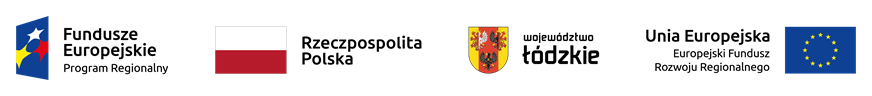 Fundusze
Europejskie
Program Regionalny
Rzeczpospolita
Polska
województwo
łódzkie
Unia Europejska
Europejski Fundusz
Rozwoju Regionalnego